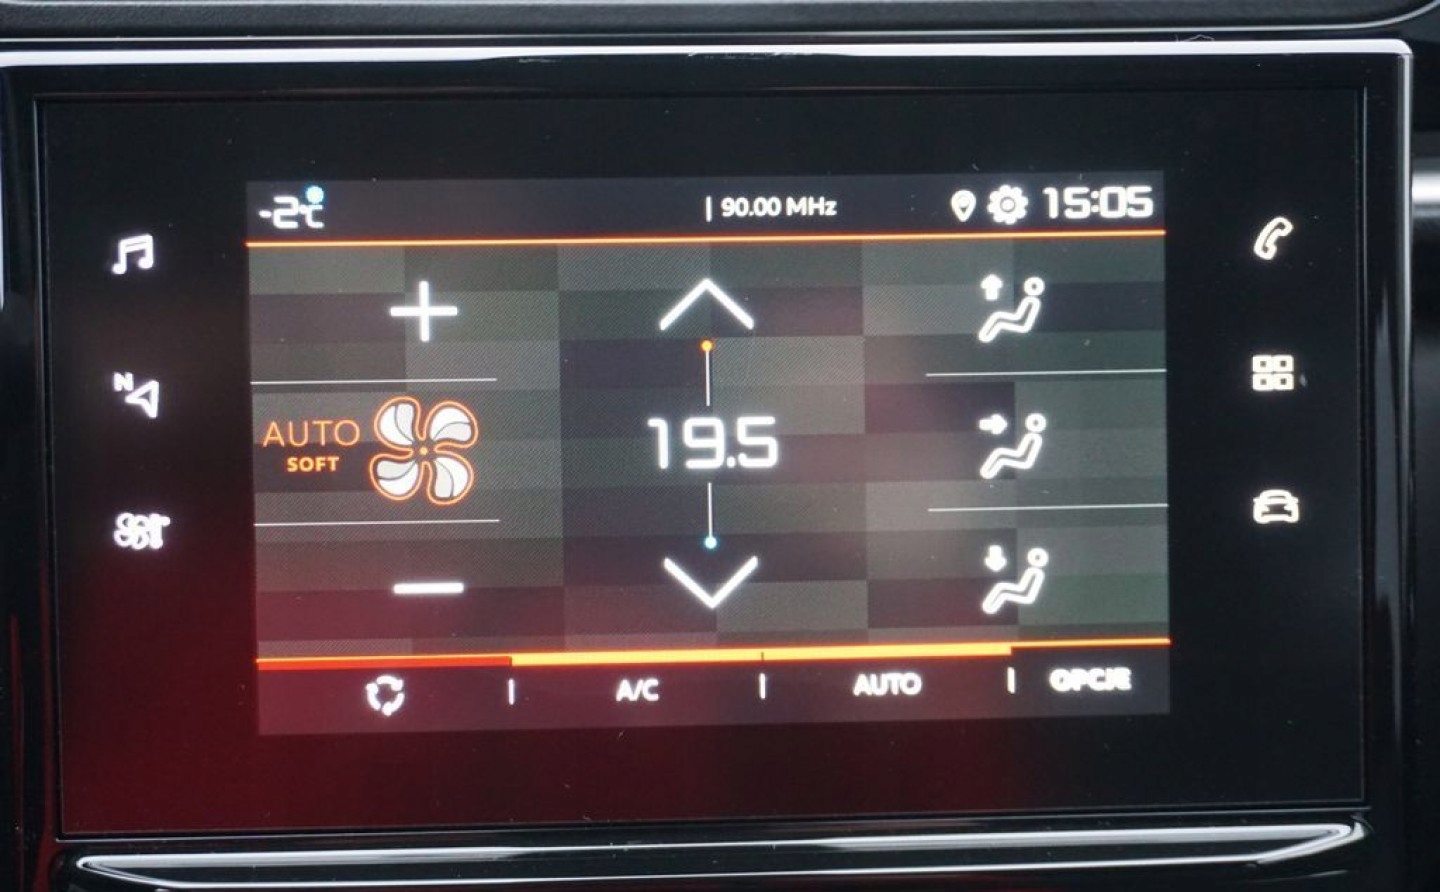 -2°C
| 90.00 MHz
15:05
AUTO
SOFT
19.5
N
A/C
AUTO
OPCJE